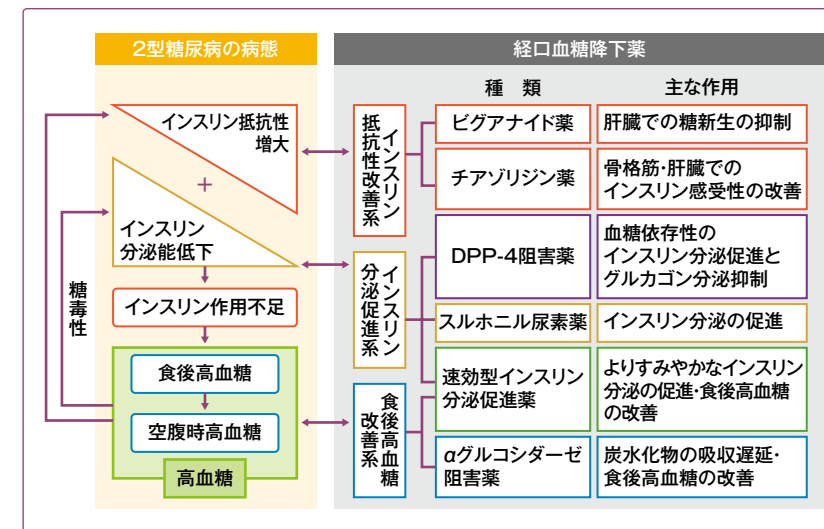 2型糖尿病の病態
経口血糖降下薬
種　類
主な作用
インスリン抵抗性
増大
+
インスリン
分泌能低下
インスリン作用不足
食後高血糖
空腹時高血糖
高血糖
糖毒性
インスリン
抵抗性改善系
ビグアナイド薬
肝臓での糖新生の抑制
チアゾリジン薬
骨格筋・肝臓での
インスリン感受性の改善
インスリン
分泌促進系
DPP-4阻害薬
血糖依存性の
インスリン分泌促進と
グルカゴン分泌抑制
スルホニル尿素薬
インスリン分泌の促進
速効型インスリン
分泌促進薬
よりすみやかなインスリン
分泌の促進・食後高血糖
の改善
食後高血糖
改善系
αグルコシダーゼ
阻害薬
炭水化物の吸収遅延・
食後高血糖の改善